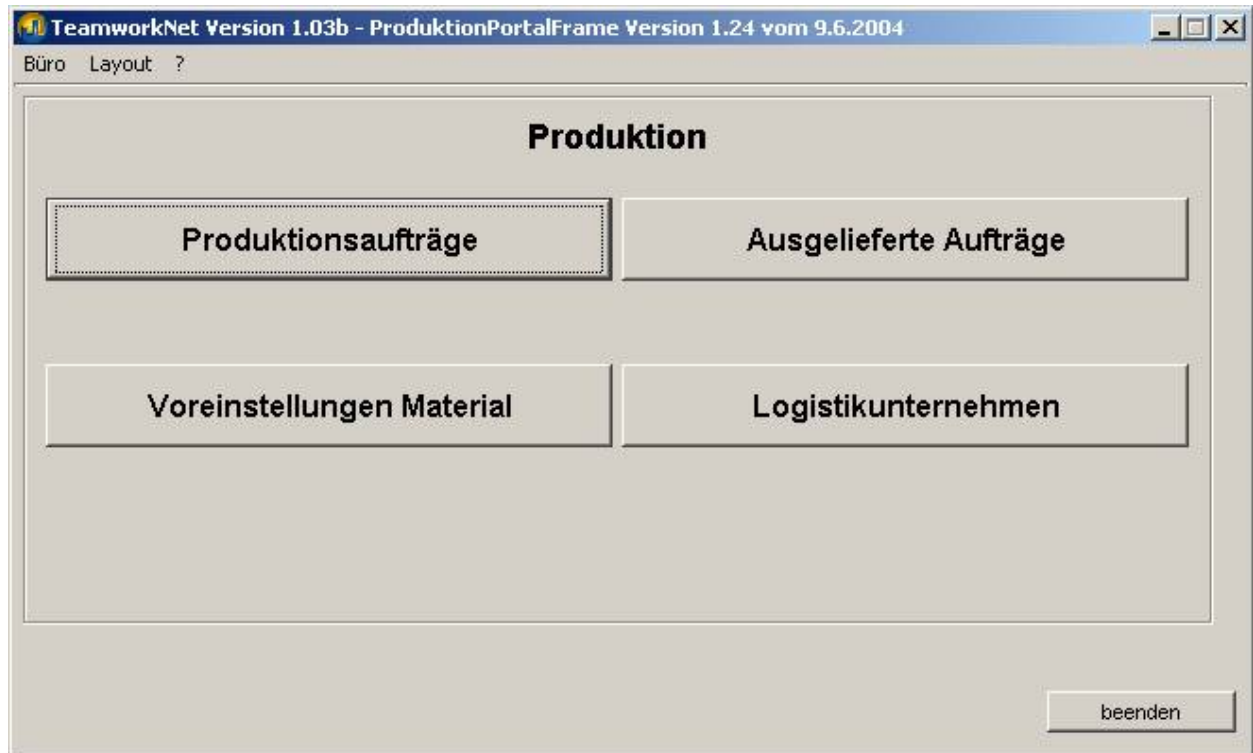 TeamworkNet Version 1.03b - ProduktionPortalFrame Version 1.24 vom 9.6.2004
Büro Layout ?
Produktion
Produktionsaufträge Ausgelieferte Aufträge
Voreinstellungen Material Logistikunternehmen
beenden